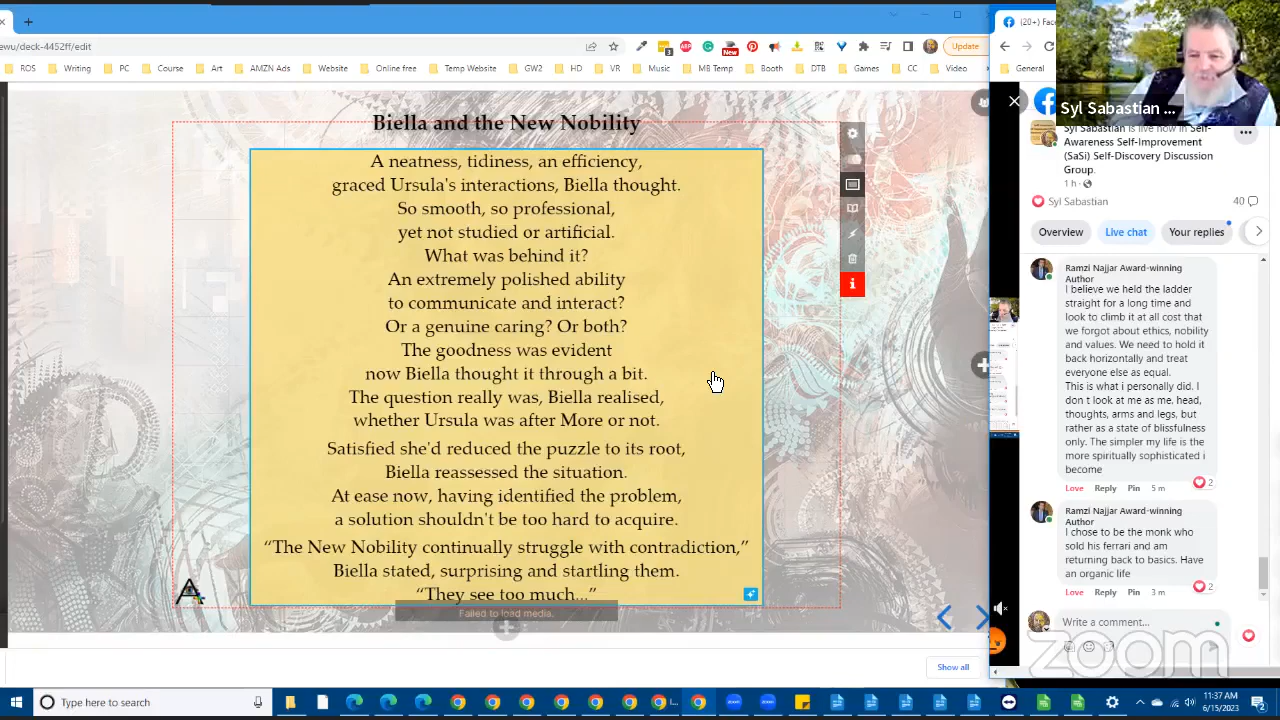 (20+) Fac
ewu/deck-4452ff/edit
New
Update
ROS
Writing
PC
Course
Art
AMZN Ads
Website
Online free
Temp Website
GW2
HD
VR
Music
MB Temp
Booth
DTB
Games
CC
Video
General
Syl Sabastian ...
Biella and the New Nobility
A neatness, tidiness, an efficiency,
graced Ursula's interactions, Biella thought.
So smooth, so professional,
yet not studied or artificial.
What was behind it?
An extremely polished ability
to communicate and interact?
Or a genuine caring? Or both?
The goodness was evident
now Biella thought it through a bit.
The question really was, Biella realised,
whether Ursula was after More or not.
Satisfied she'd reduced the puzzle to its root,
Biella reassessed the situation.
At ease now, having identified the problem,
a solution shouldn't be too hard to acquire.
“The New Nobility continually struggle with contradiction,”
Biella stated, surprising and startling them.
“They see too much...”
Failed to load media.
Syl Sabastian is live now in Self-
Awareness Self-Improvement
(SaSi) Self-Discovery Discussion
Group.
1 h
Syl Sabastian
40
Overview
Live chat
Your replies
Ramzi Najjar Award-winning
Author
I believe we held the ladder
straight for a long time and
look to climb it at all cost that
we forgot about ethics, nobility
and values. We need to hold it
back horizontally and treat
everyone else as equal.
This is what i personally did. I
don t look at me as me. head,
thoughts, arms and legs, but
rather as a state of blissfulness
only. The simpler my life is the
more spiritually sophisticated i
become
Love Reply Pin 5 m
2
Ramzi Najjar Award-winning
Author
I chose to be the monk who
sold his ferrari and am
returning back to basics. Have
an organic life
Love Reply Pin 3 m
2
Write a comment...
zoom
Show all
Type here to search
11:37 AM
6/15/2023
2